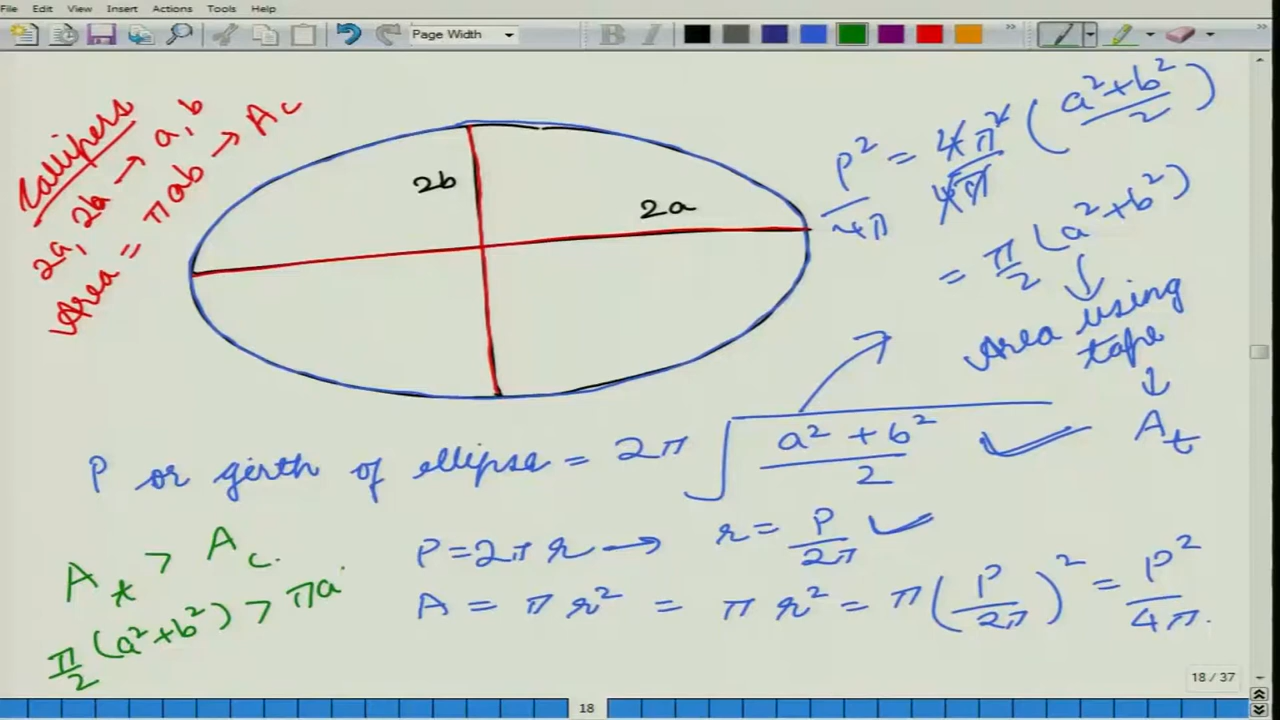 File Edit View Insert Actions Tools Help
Page Width
Callipers
2a, 2b → a, b
Area = πab → Ac
2b
2a
P²/4π = 4π²/4π (a²+b²/2)
= π/2 (a²+b²)
Area using
tape
At
P or girth of ellipse = 2π √(a²+b²/2)
P = 2πr → r = P/2π
A = πr² = πr² = π(P/2π)² = P²/4π.
At > Ac.
π/2 (a²+b²) > πa
18 / 37
18